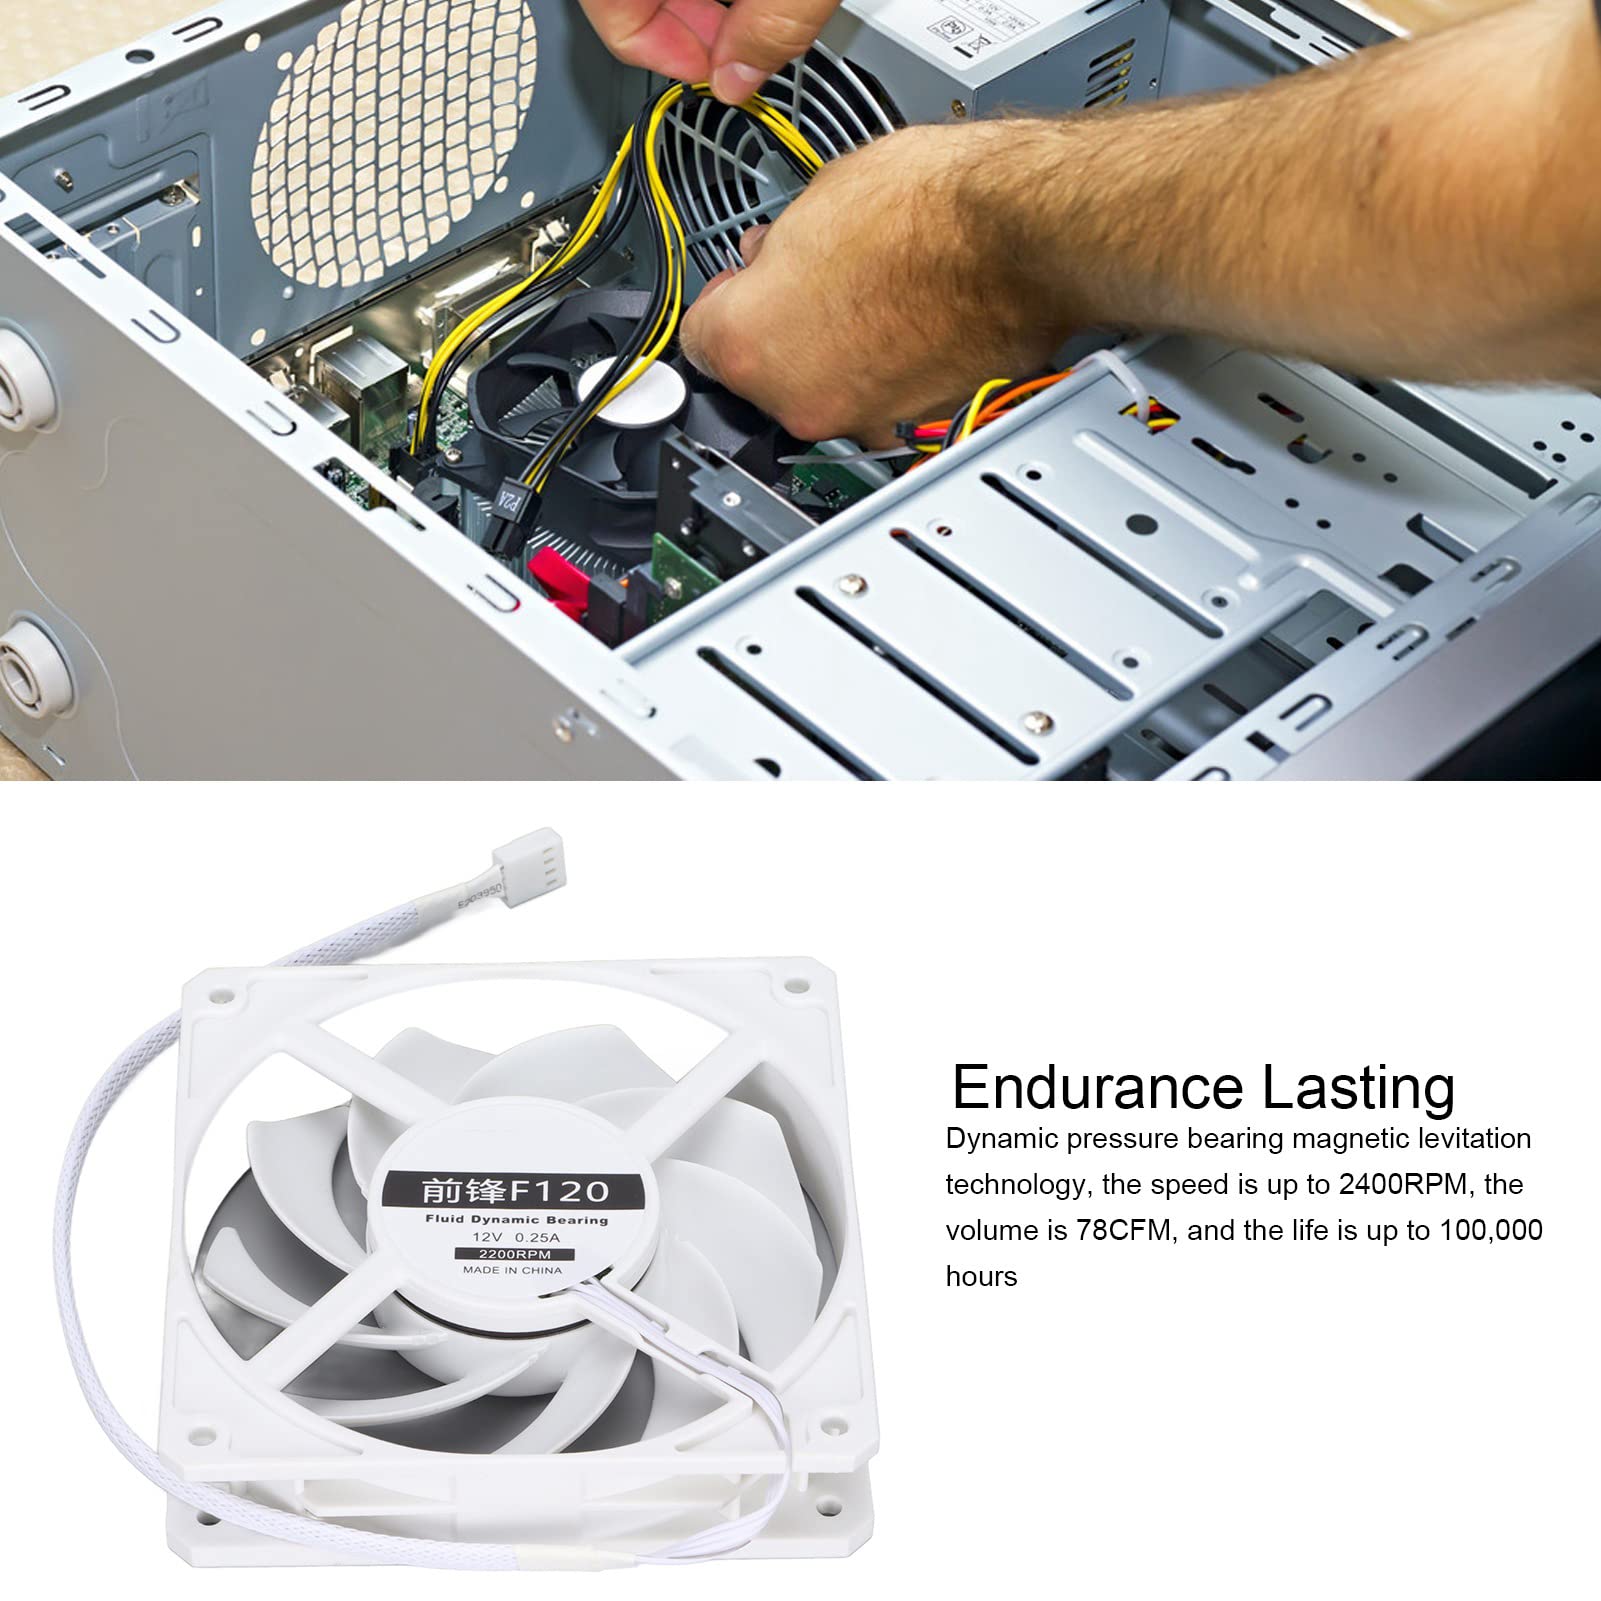 P2A
E203950
前锋F120
Fluid Dynamic Bearing
12V 0.25A
2200RPM
MADE IN CHINA
Endurance Lasting
Dynamic pressure bearing magnetic levitation
technology, the speed is up to 2400RPM, the
volume is 78CFM, and the life is up to 100,000
hours